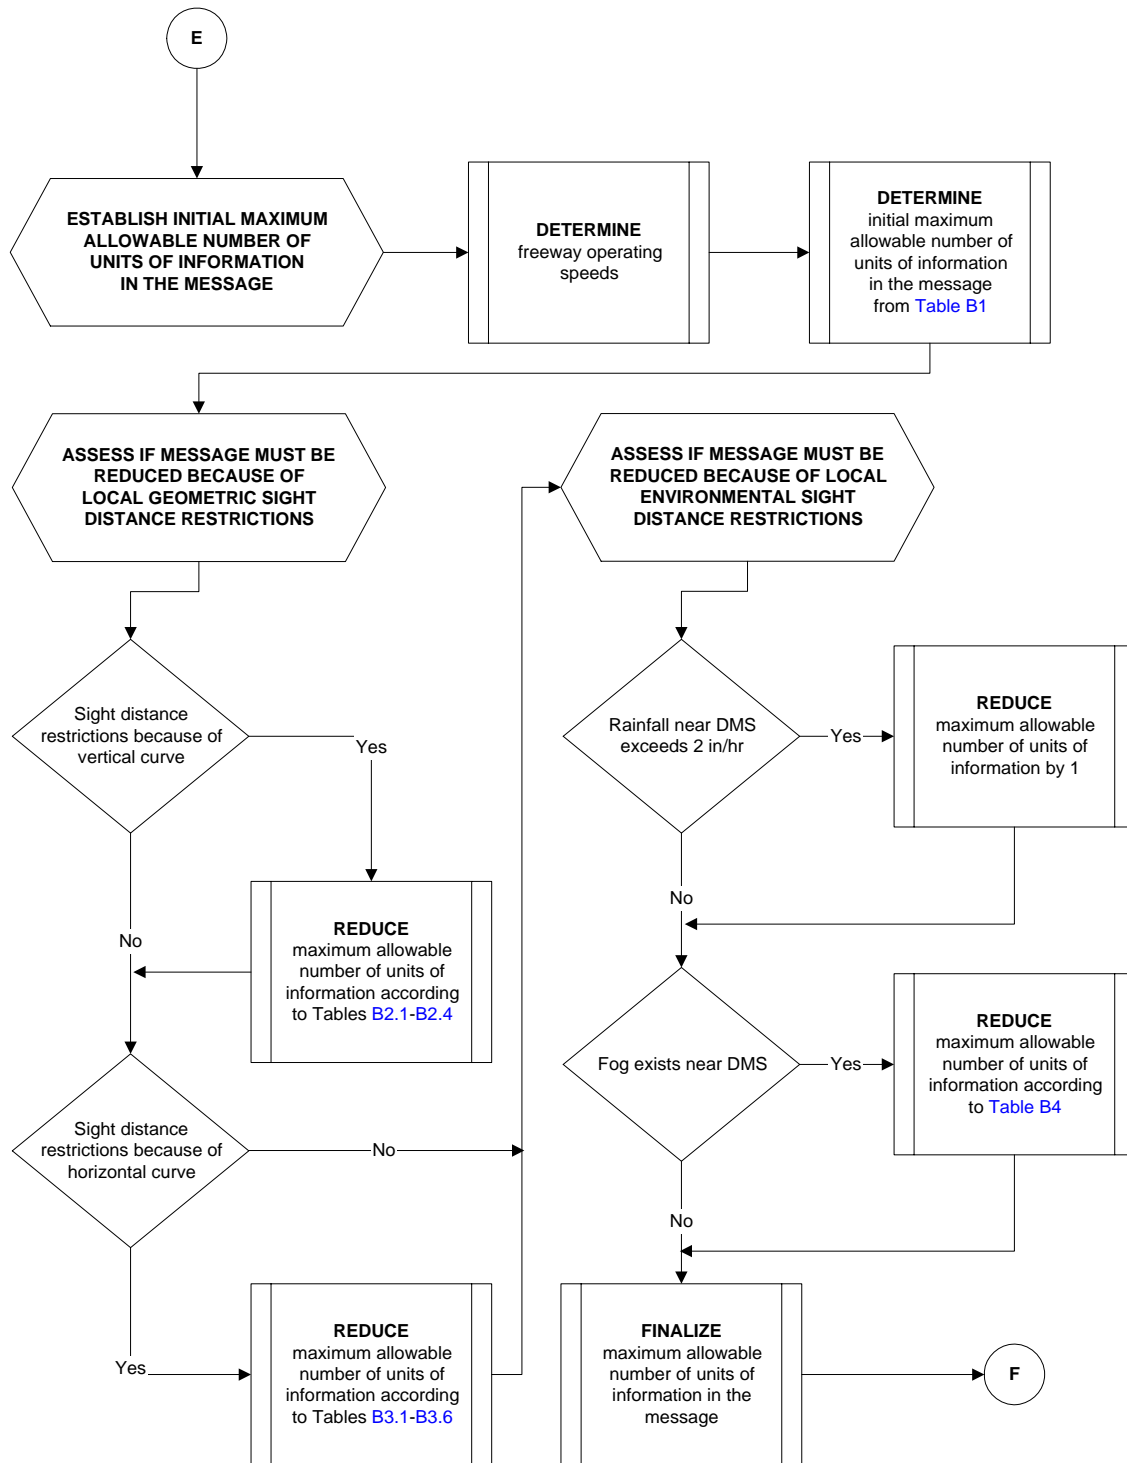 E
ESTABLISH INITIAL MAXIMUM
ALLOWABLE NUMBER OF
UNITS OF INFORMATION
IN THE MESSAGE
DETERMINE
freeway operating
speeds
DETERMINE
initial maximum
allowable number of
units of information
in the message
from Table B1
ASSESS IF MESSAGE MUST BE
REDUCED BECAUSE OF
LOCAL GEOMETRIC SIGHT
DISTANCE RESTRICTIONS
ASSESS IF MESSAGE MUST BE
REDUCED BECAUSE OF LOCAL
ENVIRONMENTAL SIGHT
DISTANCE RESTRICTIONS
Sight distance
restrictions because of
vertical curve
Yes
No
REDUCE
maximum allowable
number of units of
information according
to Tables B2.1-B2.4
Sight distance
restrictions because of
horizontal curve
No
Yes
REDUCE
maximum allowable
number of units of
information according
to Tables B3.1-B3.6
Rainfall near DMS
exceeds 2 in/hr
Yes
REDUCE
maximum allowable
number of units of
information by 1
No
Fog exists near DMS
Yes
REDUCE
maximum allowable
number of units of
information according
to Table B4
No
FINALIZE
maximum allowable
number of units of
information in the
message
F